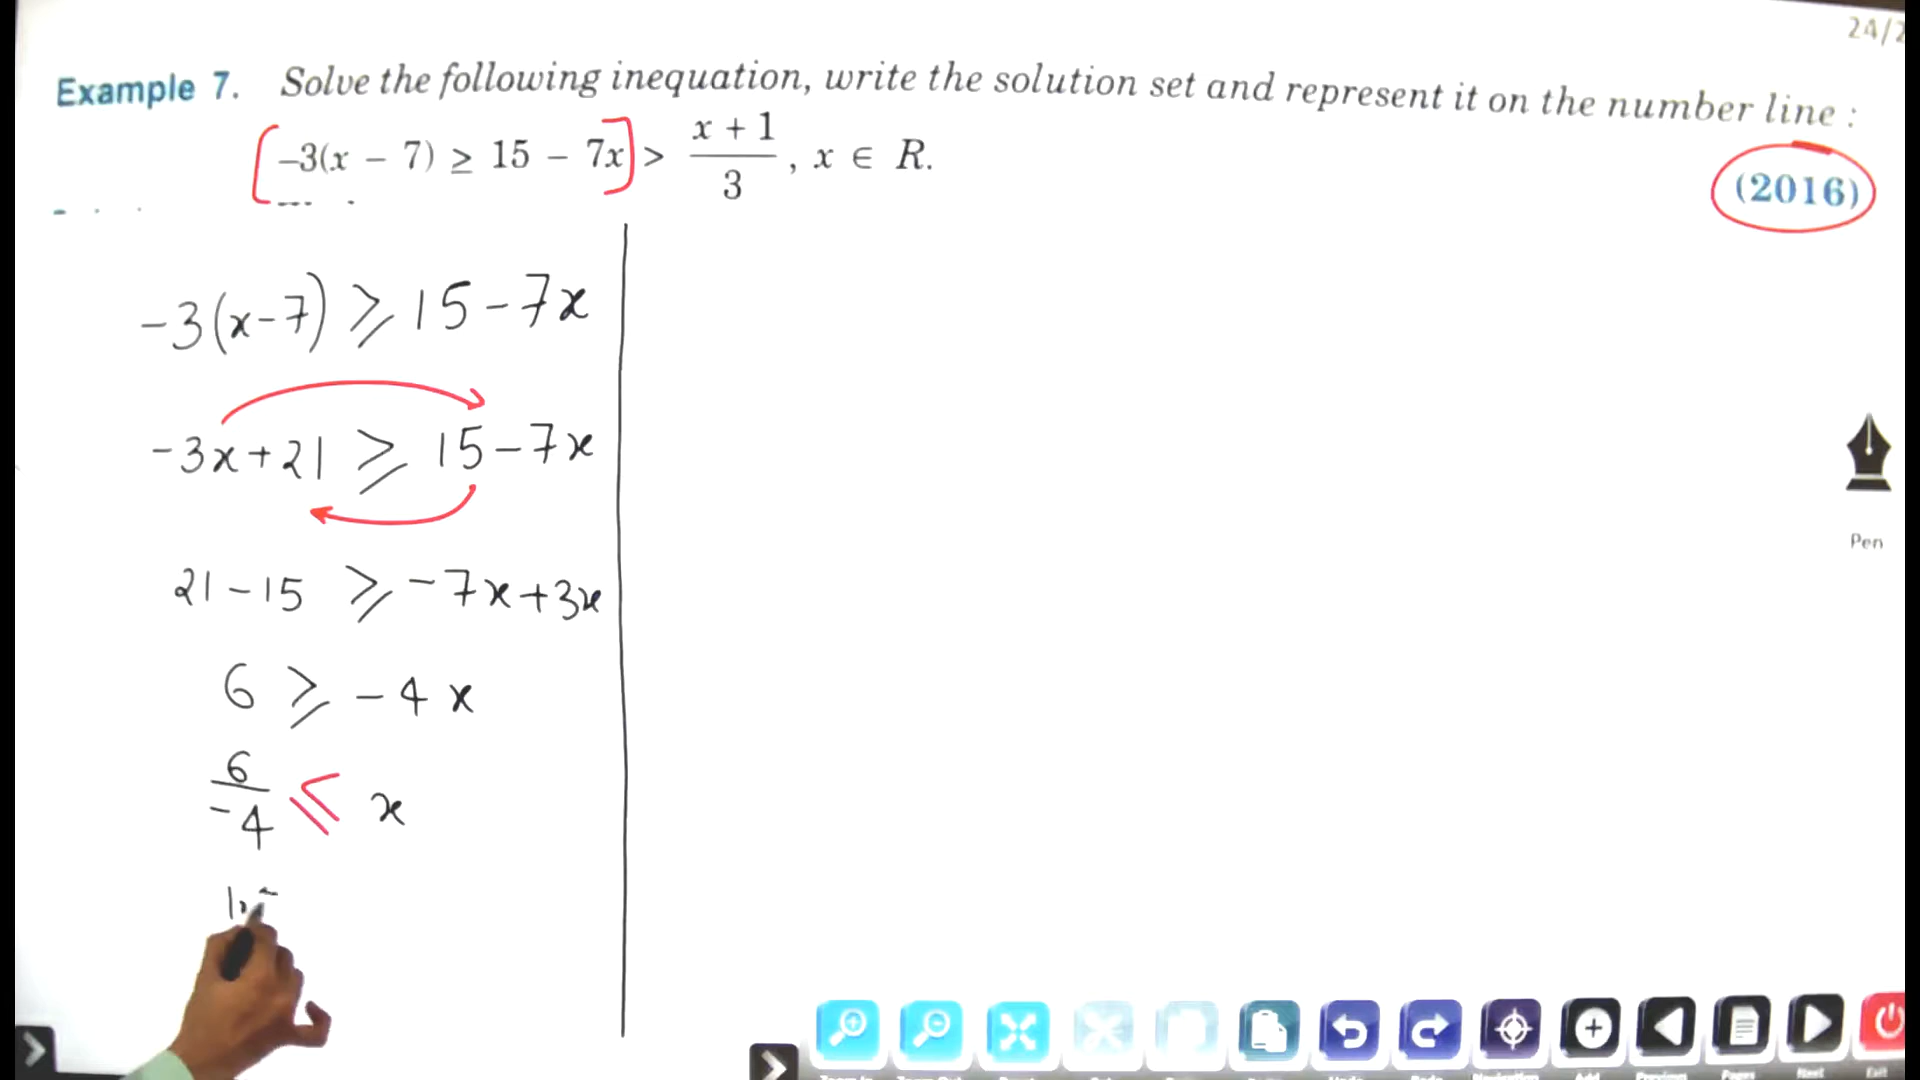 24/2
Example 7. Solve the following inequation, write the solution set and represent it on the number line :
-3(x - 7) ≥ 15 - 7x > \frac{x + 1}{3}, x ∈ R.
(2016)
-3(x-7) ≥ 15-7x
-3x+21 ≥ 15-7x
21-15 ≥ -7x+3x
6 ≥ -4x
\frac{6}{-4} ≤ x
Pen